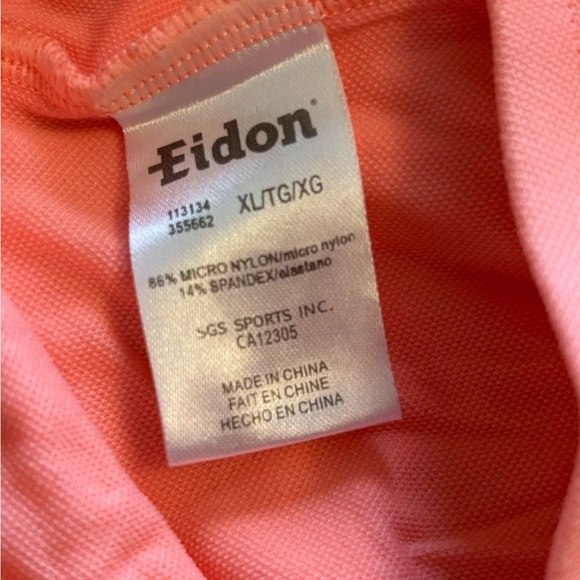 Eidon®
113134
355662
XL/TG/XG
86% MICRO NYLON/micro nylon
14% SPANDEX/elastano
SGS SPORTS INC.
CA12305
MADE IN CHINA
FAIT EN CHINE
HECHO EN CHINA